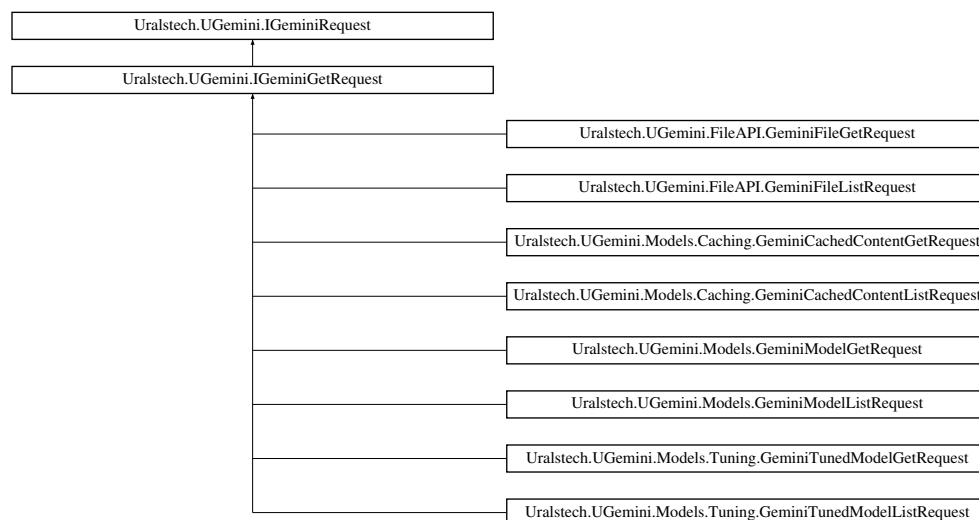 Uralstech.UGemini.IGeminiRequest
Uralstech.UGemini.IGeminiGetRequest
Uralstech.UGemini.FileAPI.GeminiFileGetRequest
Uralstech.UGemini.FileAPI.GeminiFileListRequest
Uralstech.UGemini.Models.Caching.GeminiCachedContentGetRequest
Uralstech.UGemini.Models.Caching.GeminiCachedContentListRequest
Uralstech.UGemini.Models.GeminiModelGetRequest
Uralstech.UGemini.Models.GeminiModelListRequest
Uralstech.UGemini.Models.Tuning.GeminiTunedModelGetRequest
Uralstech.UGemini.Models.Tuning.GeminiTunedModelListRequest